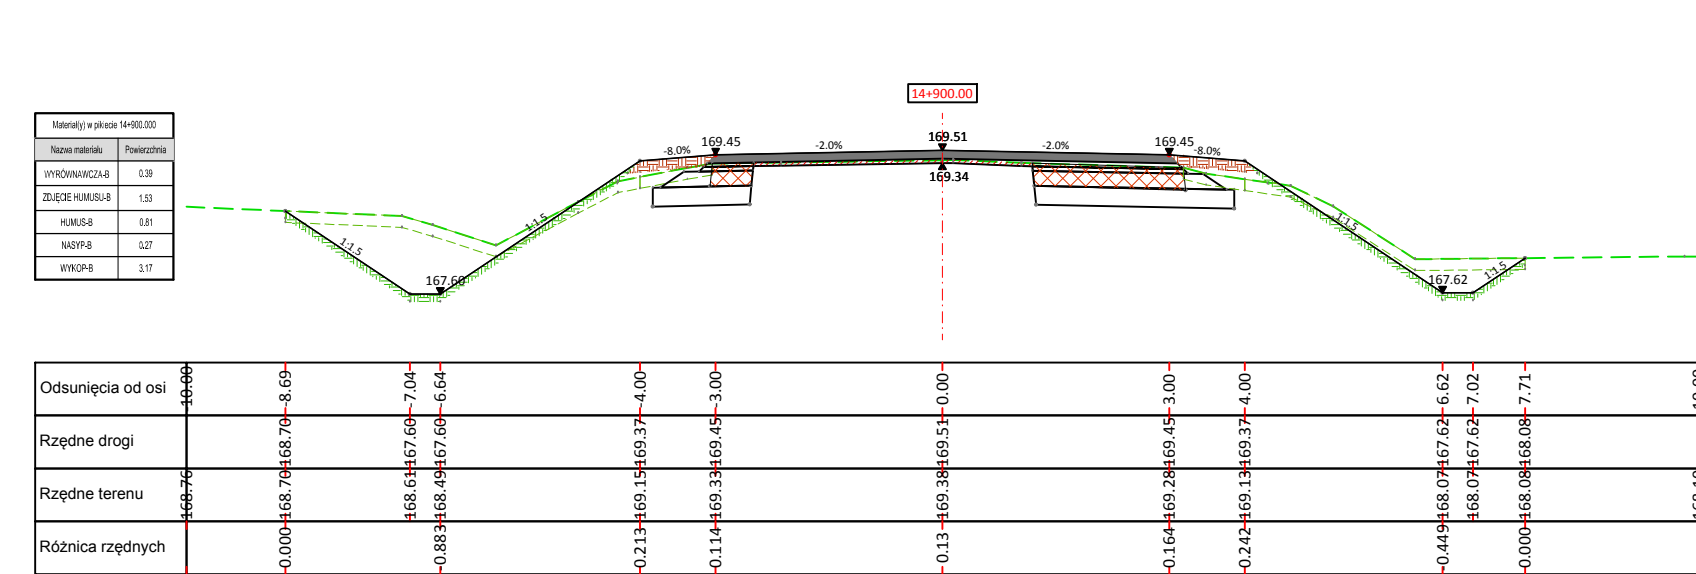 14+900.00
Materiał(y) w pikiecie 14+900.000
Nazwa materiału Powierzchnia
WYRÓWNAWCZA-B 0.39
ZDJĘCIE HUMUSU-B 1.53
HUMUS-B 0.81
NASYP-B 0.27
WYKOP-B 3.17
-8.0% 169.45 -2.0% 169.51 -2.0% 169.45 -8.0%
169.34
1:1.5 1:1.5 1:1.5 1:1.5
167.60 167.62
Odsunięcia od osi -10.00 -8.69 -7.04 -6.64 -4.00 -3.00 0.00 3.00 4.00 6.62 7.02 7.71
Rzędne drogi 168.70 167.60 167.60 169.37 169.45 169.51 169.45 169.37 167.62 167.62 168.08
Rzędne terenu 168.76 168.70 168.61 168.49 169.15 169.33 169.38 169.28 169.13 168.07 168.07 168.08
Różnica rzędnych 0.000 -0.883 0.213 0.114 0.13 0.164 0.242 -0.449 0.000